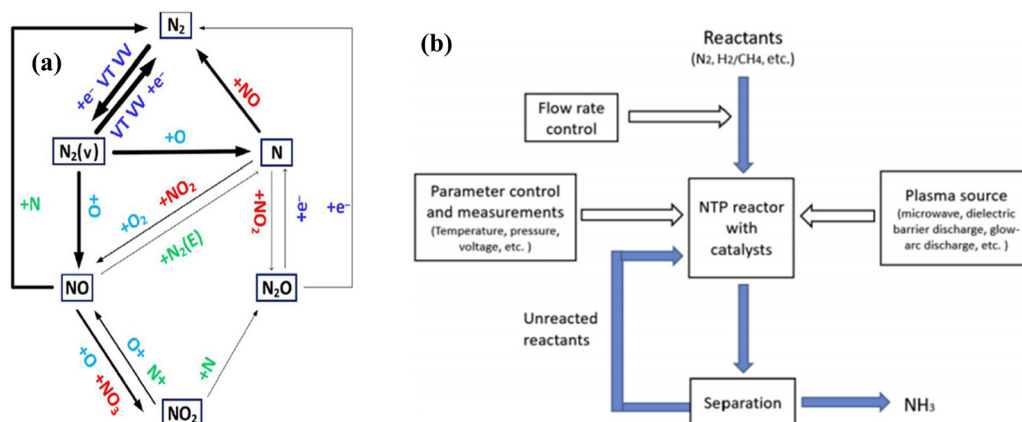 (a)
N₂
+e⁻ VT VV
VT VV +e⁻
+NO
N₂(v)
+O
N
+N
+O
+O₂
+NO₂
+N₂(E)
+NO₂
+e⁻
+e⁻
NO
N₂O
+O
+NO₃
+O
+N
+N
NO₂
(b)
Reactants
(N₂, H₂/CH₄, etc.)
Flow rate
control
Parameter control
and measurements
(Temperature, pressure,
voltage, etc. )
NTP reactor
with
catalysts
Plasma source
(microwave, dielectric
barrier discharge, glow-
arc discharge, etc. )
Unreacted
reactants
Separation
NH₃